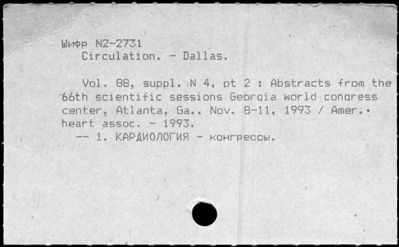 Шифр N2-2731
Circulation. - Dallas.
Vol. 88, suppl. N 4, pt 2 : Abstracts from the
66th scientific sessions Georgia world congress
center, Atlanta, Ga., Nov. 8-11, 1993 / Amer.
heart assoc. - 1993.
-- 1. КАРДИОЛОГИЯ - конгрессы.